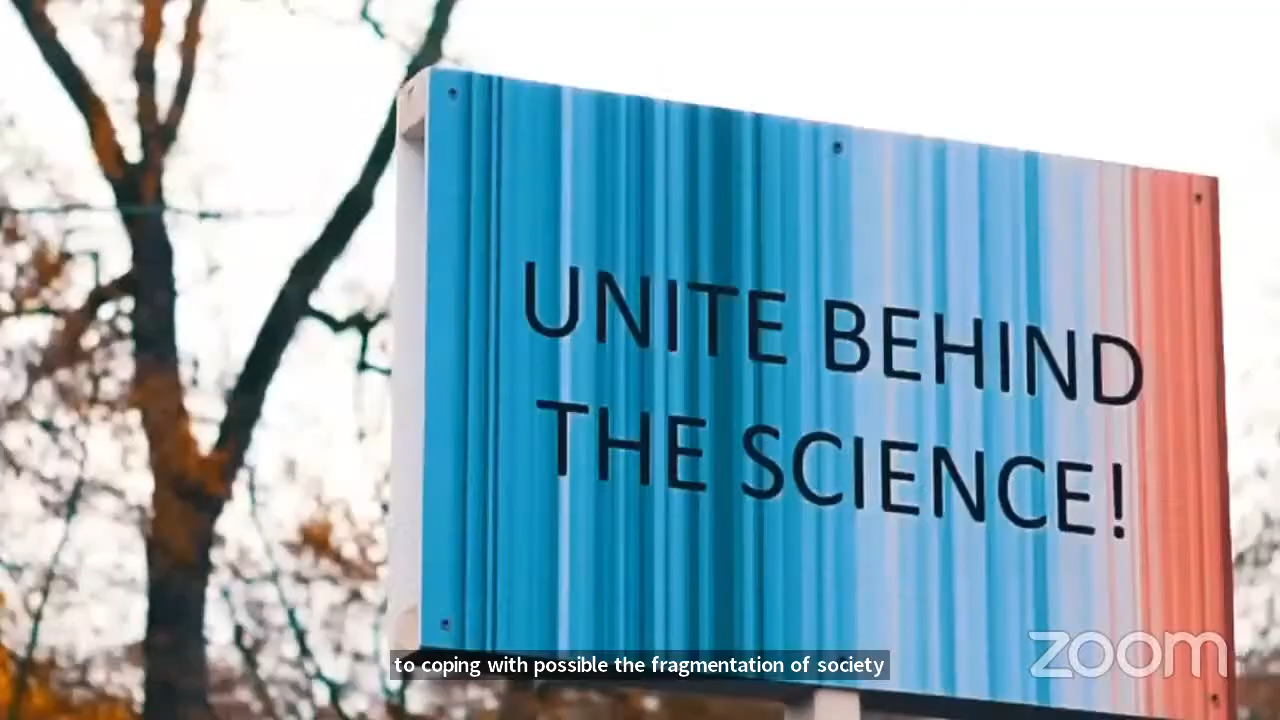 UNITE BEHIND
THE SCIENCE!
zoom
to coping with possible the fragmentation of society